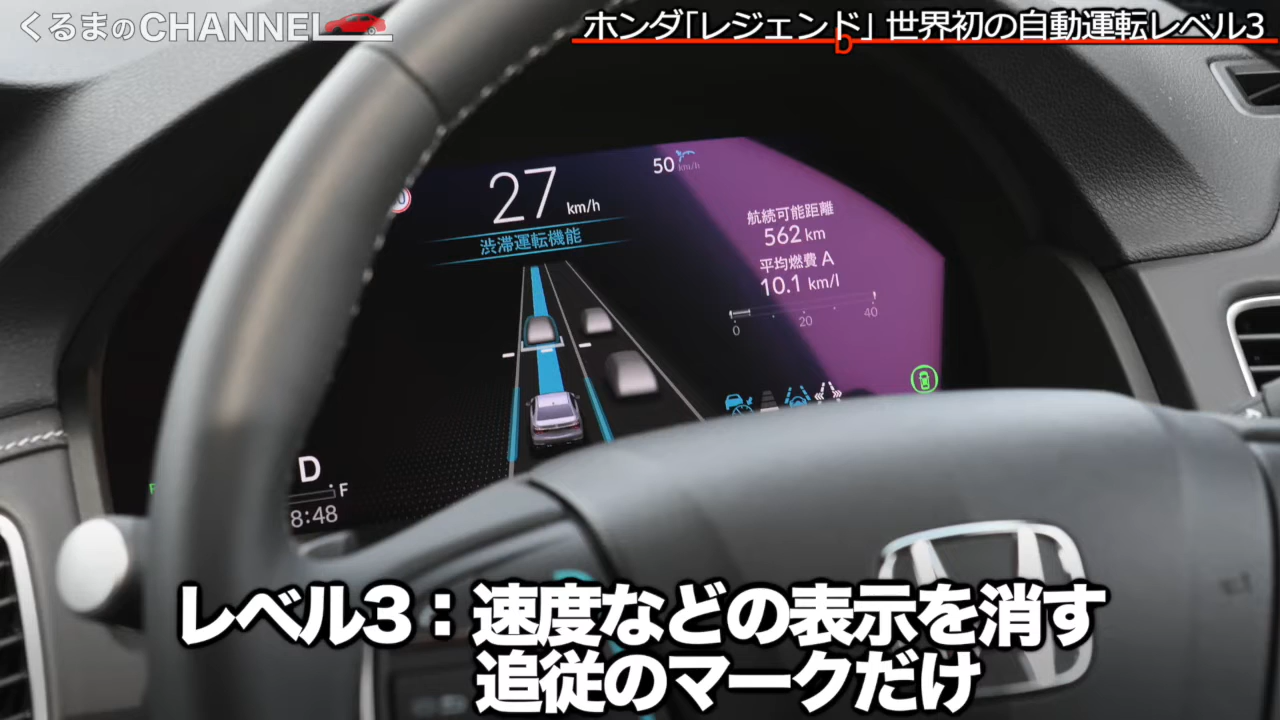 くるまのCHANNEL
ホンダ「レジェンド」 世界初の自動運転レベル3
b
27 km/h
50 km/h
渋滞運転機能
航続可能距離
562 km
平均燃費 A
10.1 km/l
0 20 40
D
F
8:48
レベル3:速度などの表示を消す
追従のマークだけ